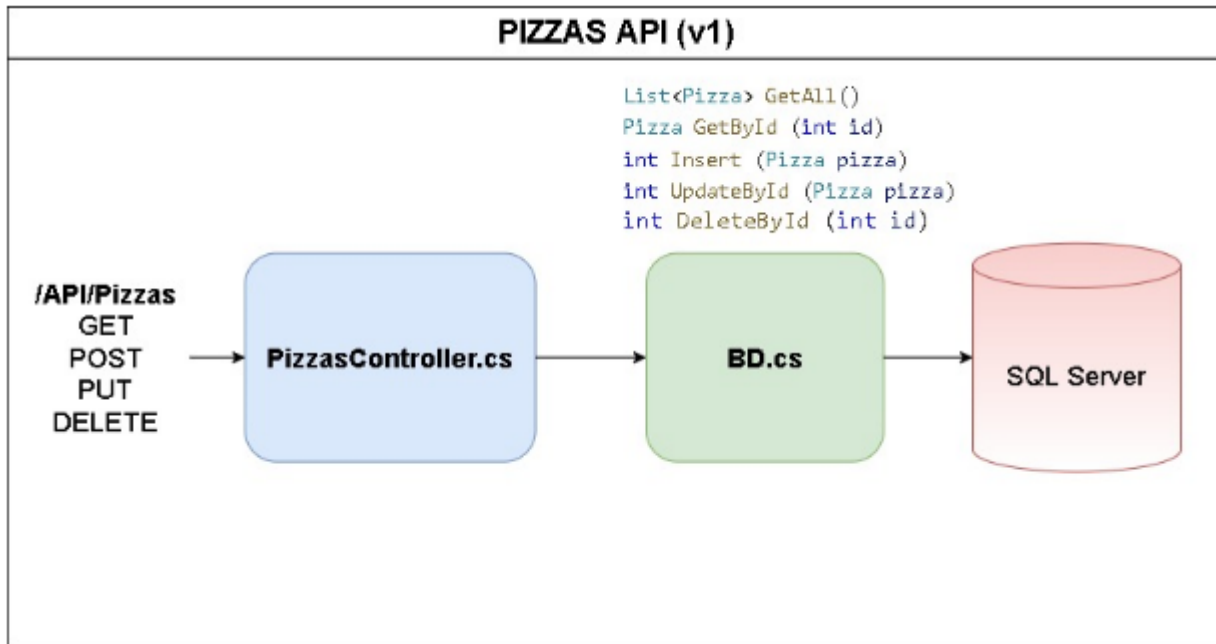 PIZZAS API (v1)
List<Pizza> GetAll()
Pizza GetById (int id)
int Insert (Pizza pizza)
int UpdateById (Pizza pizza)
int DeleteById (int id)
/API/Pizzas
GET
POST
PUT
DELETE
PizzasController.cs
BD.cs
SQL Server